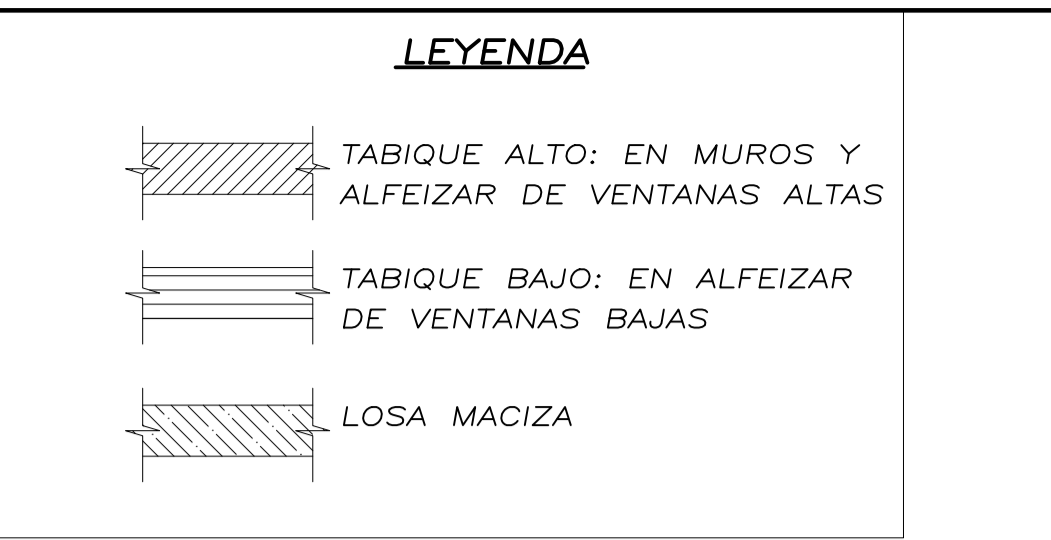 LEYENDA
TABIQUE ALTO: EN MUROS Y
ALFEIZAR DE VENTANAS ALTAS
TABIQUE BAJO: EN ALFEIZAR
DE VENTANAS BAJAS
LOSA MACIZA